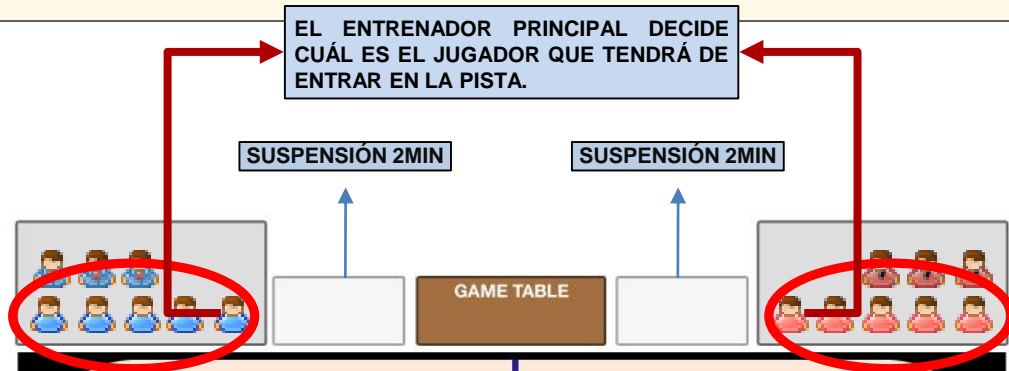 EL ENTRENADOR PRINCIPAL DECIDE
CUÁL ES EL JUGADOR QUE TENDRÁ DE
ENTRAR EN LA PISTA.
SUSPENSIÓN 2MIN
SUSPENSIÓN 2MIN
GAME TABLE